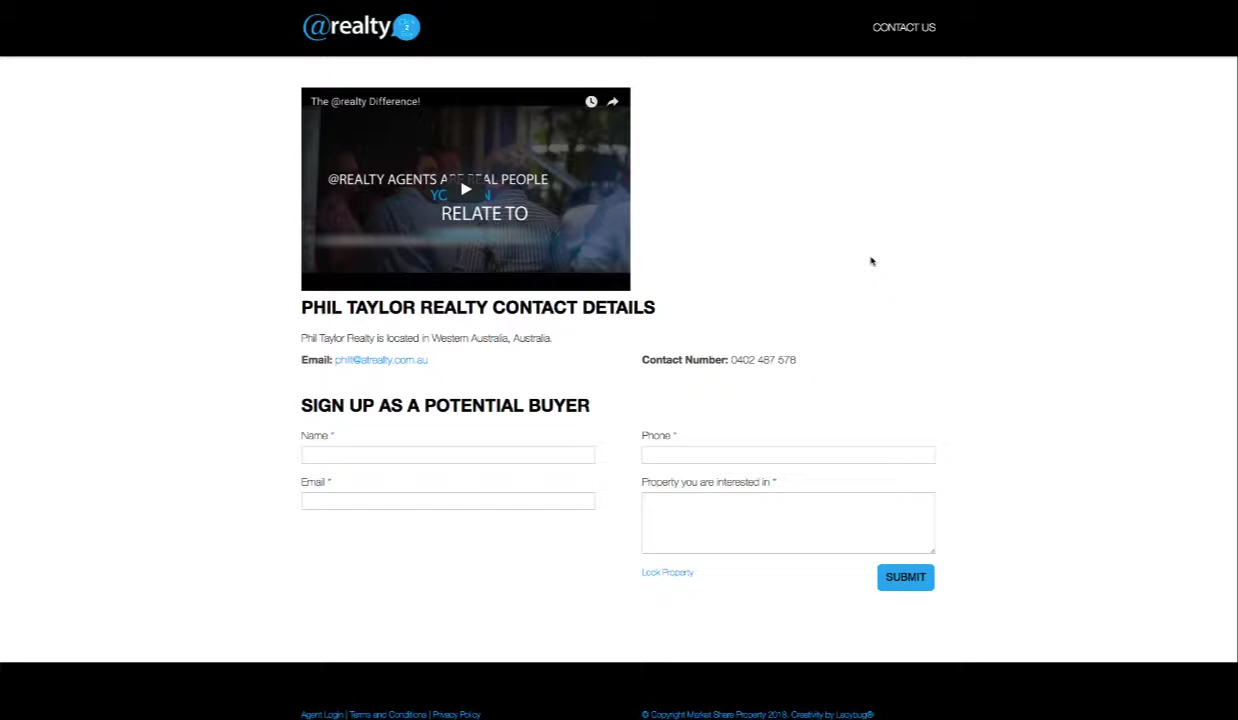 @realty
2
CONTACT US
The @realty Difference!
@REALTY AGENTS ARE REAL PEOPLE
RELATE TO
PHIL TAYLOR REALTY CONTACT DETAILS
Phil Taylor Realty is located in Western Australia, Australia.
Email: phil@atrealty.com.au
Contact Number: 0402 487 578
SIGN UP AS A POTENTIAL BUYER
Name *
Phone *
Email *
Property you are interested in *
Lock Property
SUBMIT
Agent Login | Terms and Conditions | Privacy Policy
© Copyright Market Share Property 2018. Creativity by Ladybug®